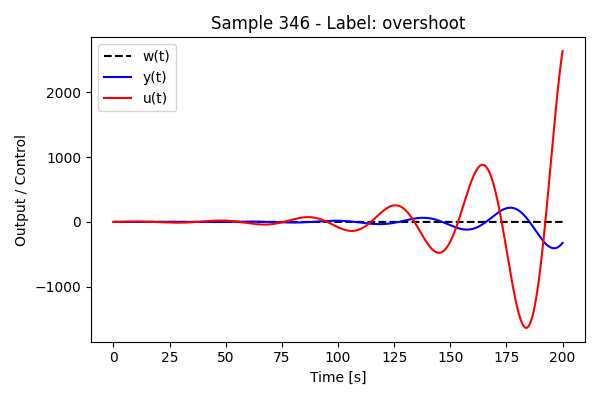 Sample 346 - Label: overshoot
w(t)
y(t)
u(t)
Output / Control
2000
1000
0
−1000
0 25 50 75 100 125 150 175 200
Time [s]